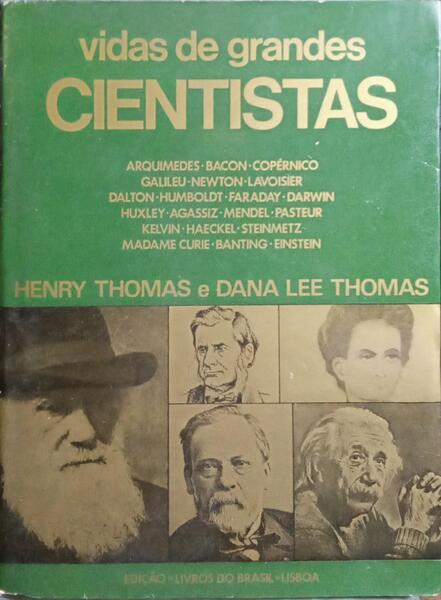 vidas de grandes
CIENTISTAS
ARQUIMEDES · BACON · COPÉRNICO
GALILEU · NEWTON · LAVOISIER
DALTON · HUMBOLDT · FARADAY · DARWIN
HUXLEY · AGASSIZ · MENDEL · PASTEUR
KELVIN · HAECKEL · STEINMETZ
MADAME CURIE · BANTING · EINSTEIN
HENRY THOMAS e DANA LEE THOMAS
EDIÇÃO · LIVROS DO BRASIL · LISBOA